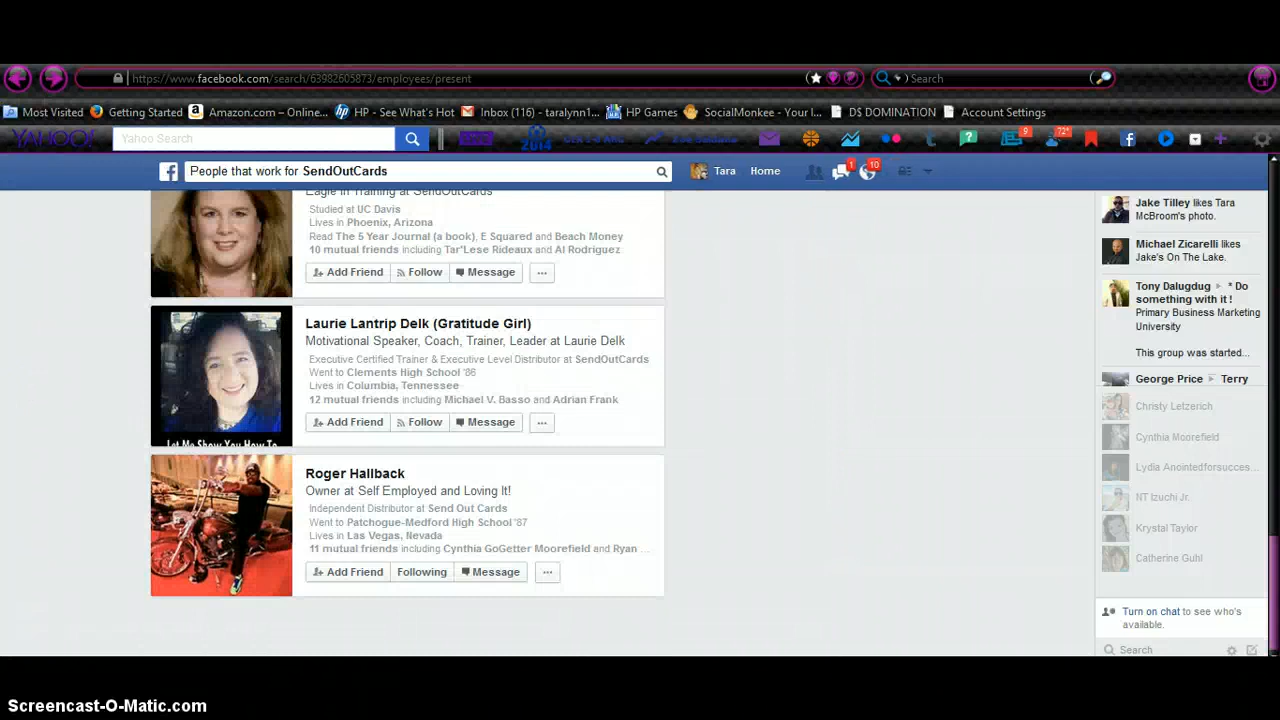 https://www.facebook.com/search/63982605873/employees/present
Search
Most Visited
Getting Started
Amazon.com – Online...
HP - See What's Hot
Inbox (116) - taralynn1...
HP Games
SocialMonkee - Your l...
D$ DOMINATION
Account Settings
YAHOO!
Yahoo Search
2014
9
72°
People that work for SendOutCards
Tara
Home
1
10
Eagle in Training at SendOutCards
Studied at UC Davis
Lives in Phoenix, Arizona
Read The 5 Year Journal (a book), E Squared and Beach Money
10 mutual friends including Tar'Lese Rideaux and Al Rodriguez
Add Friend
Follow
Message
...
Laurie Lantrip Delk (Gratitude Girl)
Motivational Speaker, Coach, Trainer, Leader at Laurie Delk
Executive Certified Trainer & Executive Level Distributor at SendOutCards
Went to Clements High School '86
Lives in Columbia, Tennessee
12 mutual friends including Michael V. Basso and Adrian Frank
Add Friend
Follow
Message
...
Let Me Show You How To
Roger Hallback
Owner at Self Employed and Loving It!
Independent Distributor at Send Out Cards
Went to Patchogue-Medford High School '87
Lives in Las Vegas, Nevada
11 mutual friends including Cynthia GoGetter Moorefield and Ryan ...
Add Friend
Following
Message
...
Jake Tilley likes Tara
McBroom's photo.
Michael Zicarelli likes
Jake's On The Lake.
Tony Dalugdug ▸ * Do
something with it !
Primary Business Marketing
University
This group was started...
George Price ▸ Terry
Christy Letzerich
Cynthia Moorefield
Lydia Anointedforsucces...
NT Izuchi Jr.
Krystal Taylor
Catherine Guhl
Turn on chat to see who's
available.
Search
Screencast-O-Matic.com